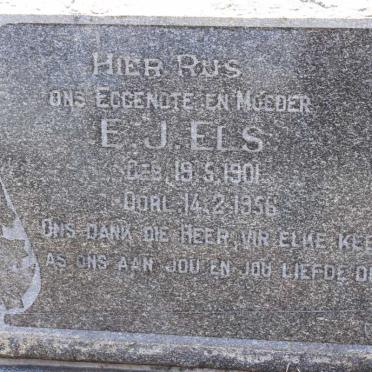 HIER RUS
ONS EGGENOTE EN MOEDER
E. J. ELS
GEB. 19.5.1901
OORL. 14.2.1956
ONS DANK DIE HEER VIR ELKE KEE
AS ONS AAN JOU EN JOU LIEFDE